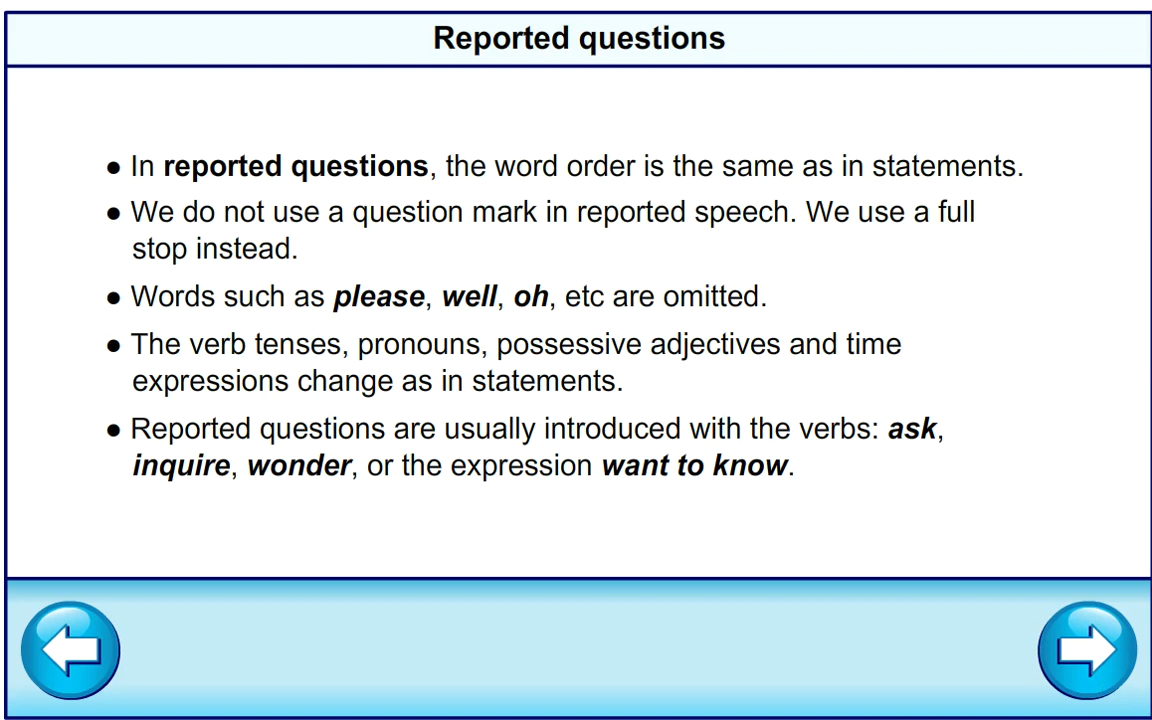 Reported questions
● In reported questions, the word order is the same as in statements.
● We do not use a question mark in reported speech. We use a full
stop instead.
● Words such as please, well, oh, etc are omitted.
● The verb tenses, pronouns, possessive adjectives and time
expressions change as in statements.
● Reported questions are usually introduced with the verbs: ask,
inquire, wonder, or the expression want to know.